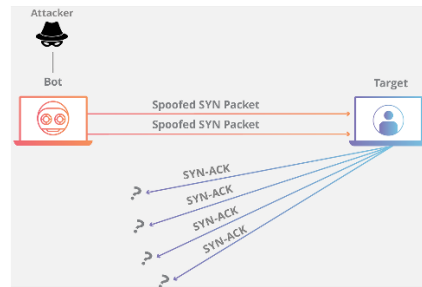 Attacker
Bot
Target
Spoofed SYN Packet
Spoofed SYN Packet
SYN-ACK
?
SYN-ACK
?
SYN-ACK
?
SYN-ACK
?